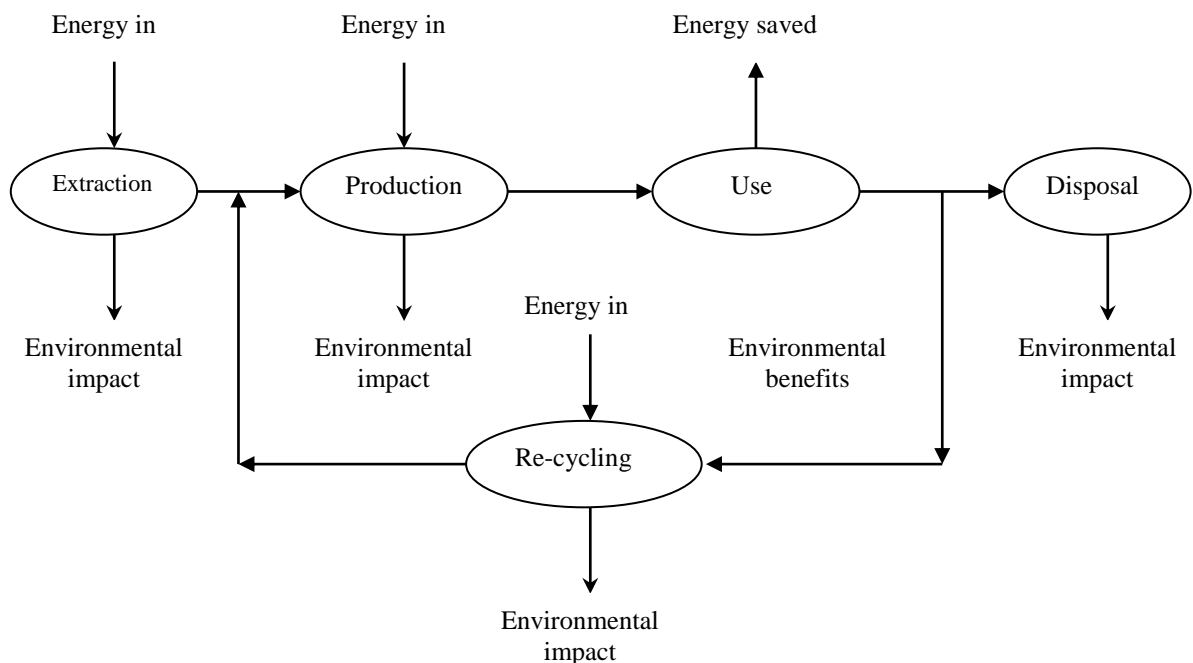 Energy in
Energy in
Energy saved
Extraction
Production
Use
Disposal
Environmental
impact
Environmental
impact
Energy in
Environmental
benefits
Environmental
impact
Re-cycling
Environmental
impact